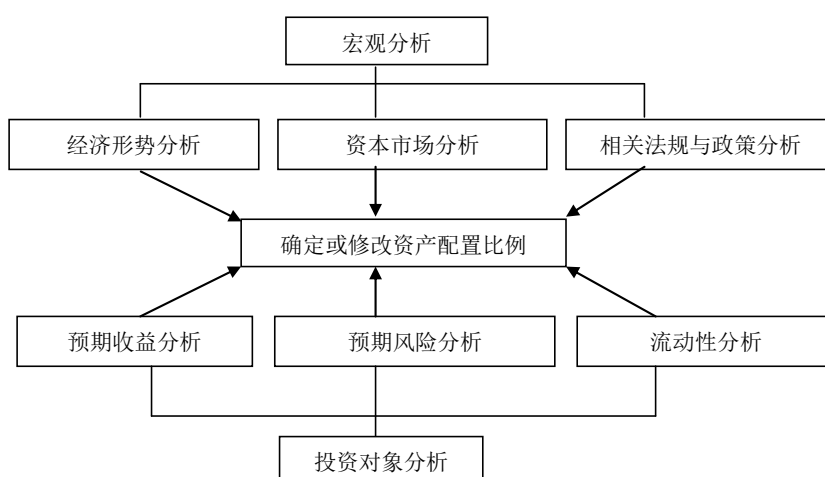 宏观分析
经济形势分析
资本市场分析
相关法规与政策分析
确定或修改资产配置比例
预期收益分析
预期风险分析
流动性分析
投资对象分析